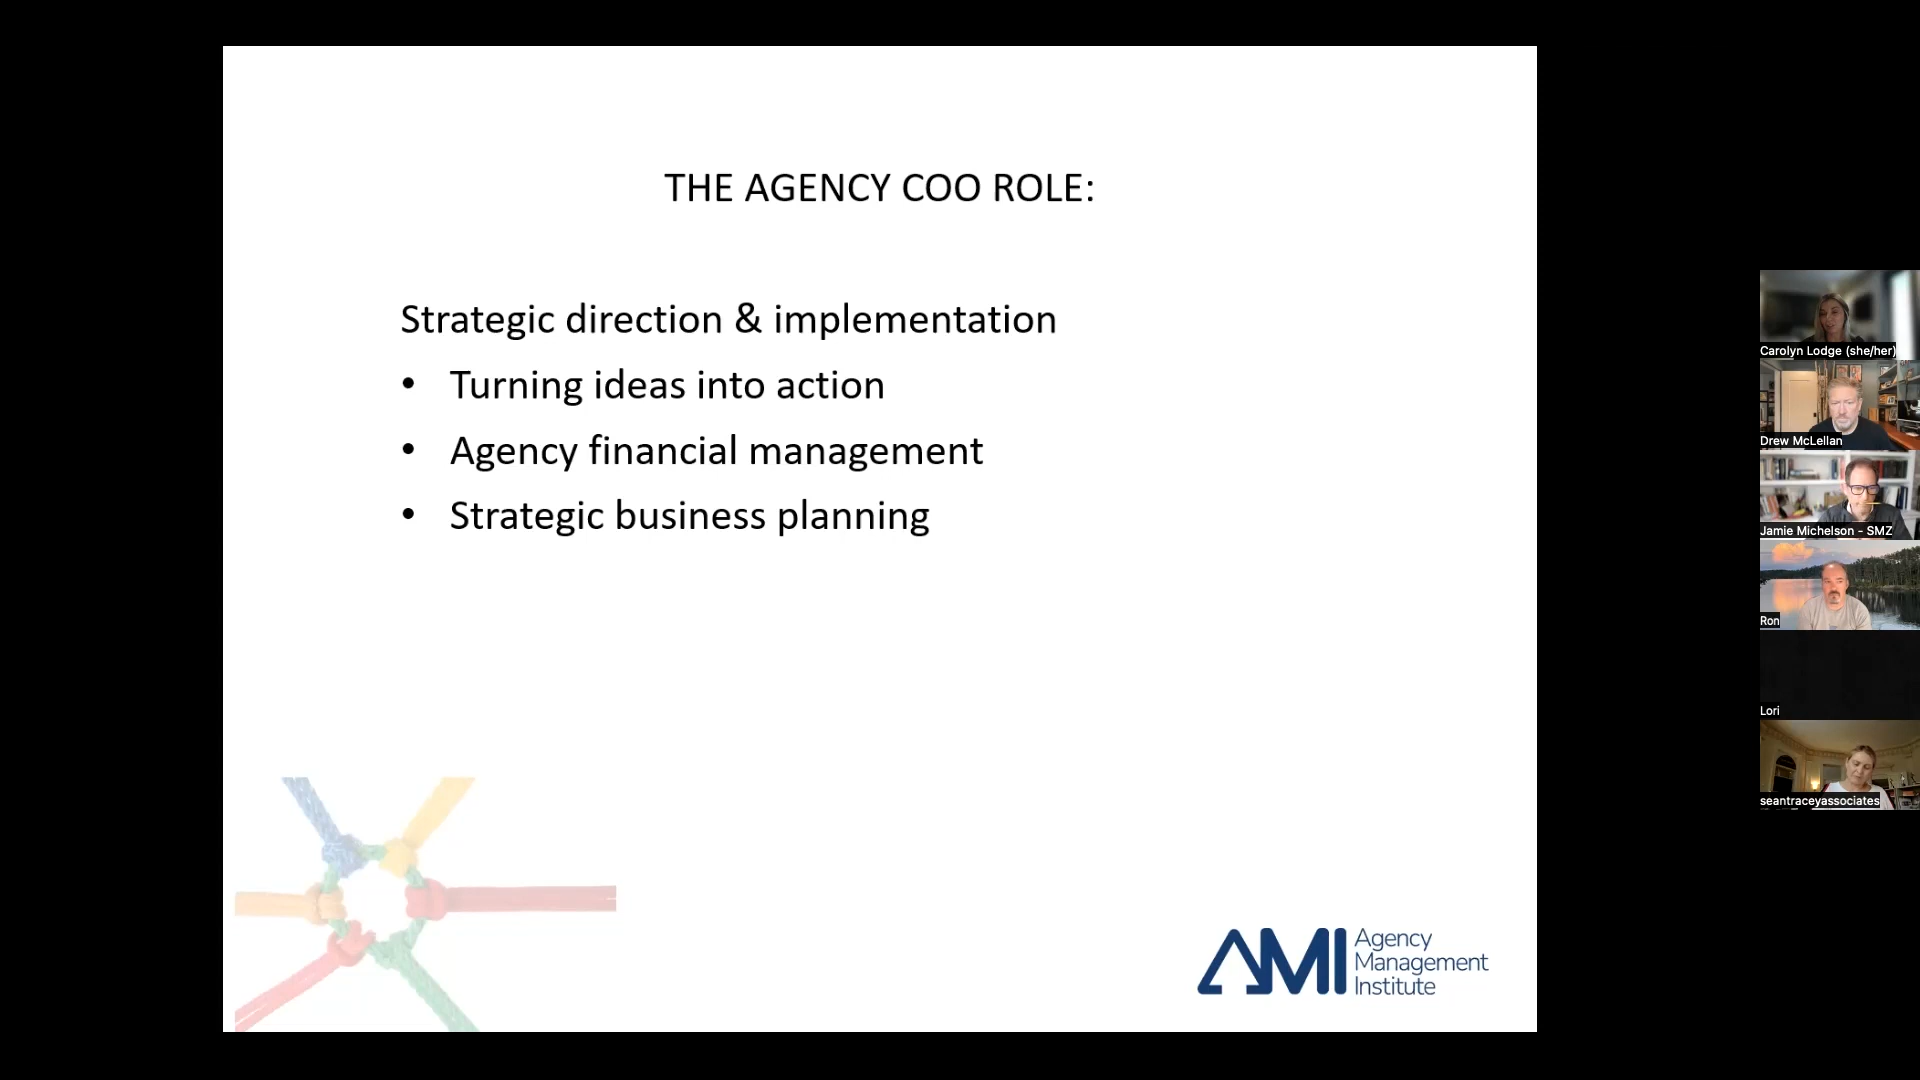 THE AGENCY COO ROLE:
Strategic direction & implementation
• Turning ideas into action
• Agency financial management
• Strategic business planning
AMI
Agency
Management
Institute
Carolyn Lodge (she/her)
Drew McLellan
Jamie Michelson - SMZ
Ron
Lori
seantraceyassociates